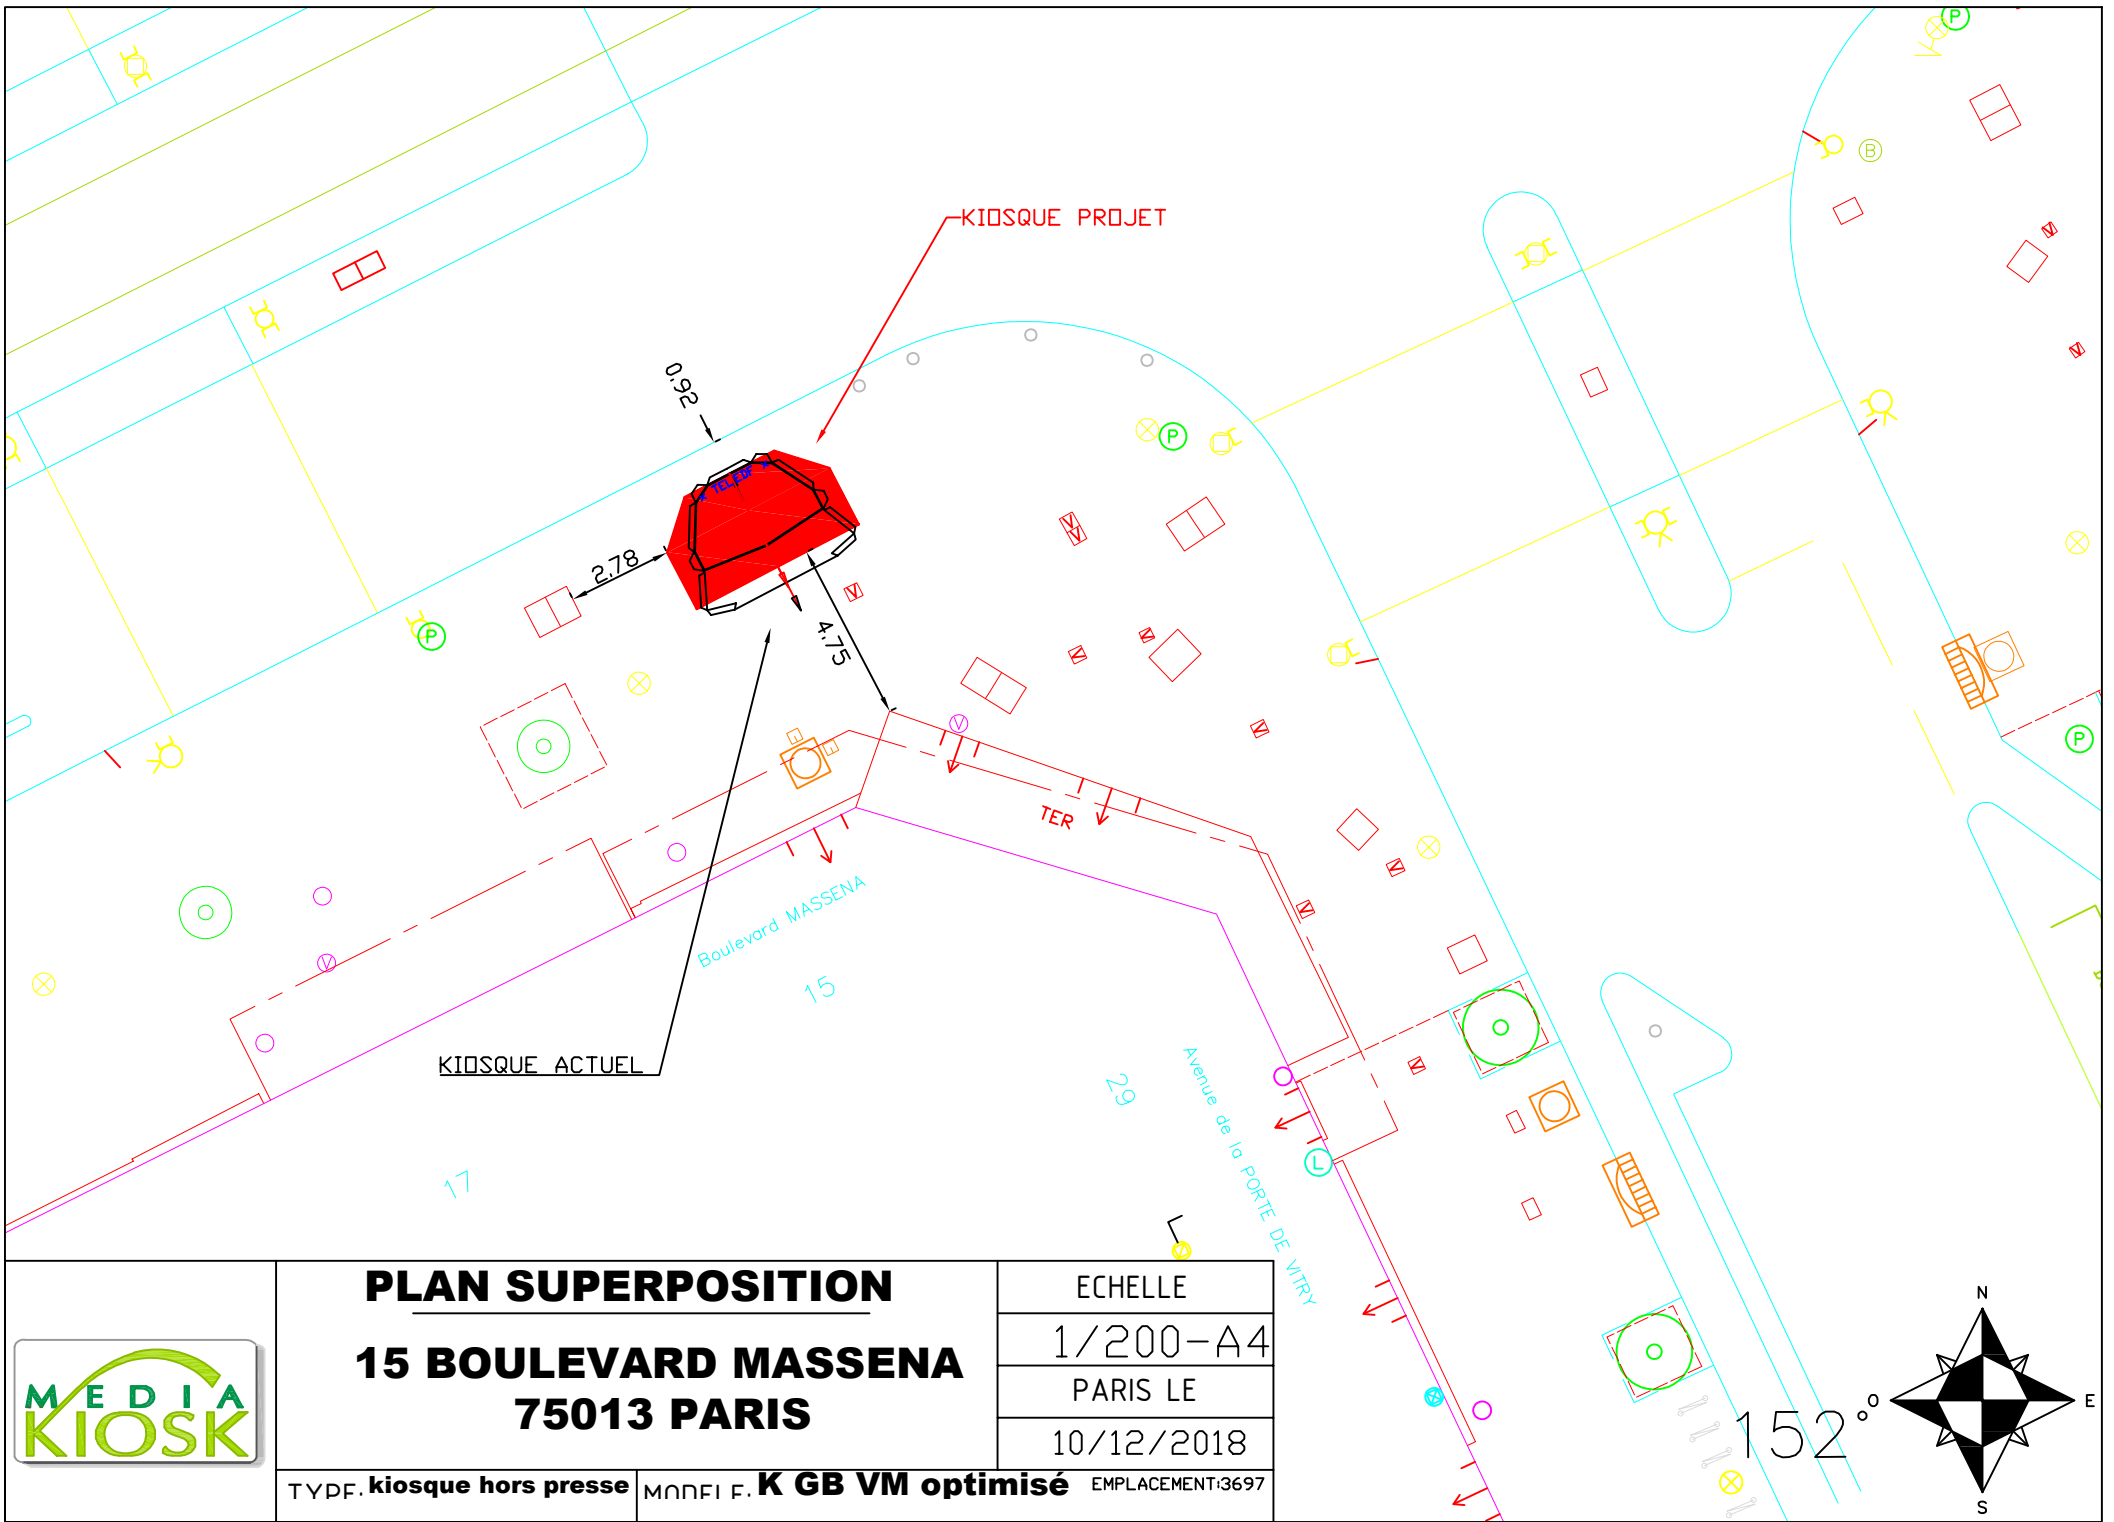 P
B
KIOSQUE PROJET
0.92
P
TELEDF
2.78
V
V
V
P
4.75
V
V
V
V
V
V
P
E
E
V
TER
V
V
V
Boulevard MASSENA
15
KIOSQUE ACTUEL
29
Avenue de la PORTE DE VITRY
V
L
17
PLAN SUPERPOSITION
15 BOULEVARD MASSENA
75013 PARIS
ECHELLE
1/200-A4
PARIS LE
10/12/2018
MEDIA
KIOSK
TYPE: kiosque hors presse
MODELE: K GB VM optimisé
EMPLACEMENT:3697
152°
N
O
E
S